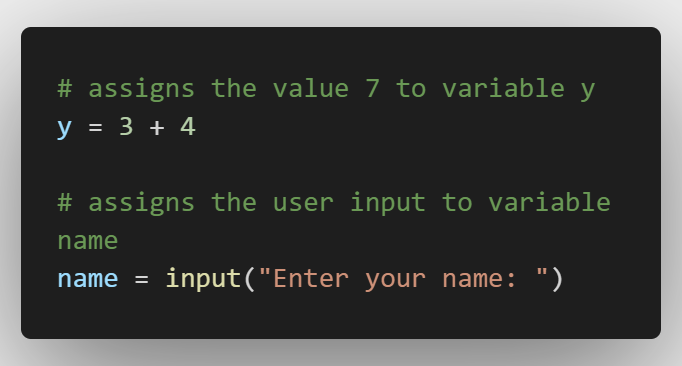 # assigns the value 7 to variable y
y = 3 + 4
# assigns the user input to variable
name
name = input("Enter your name: ")